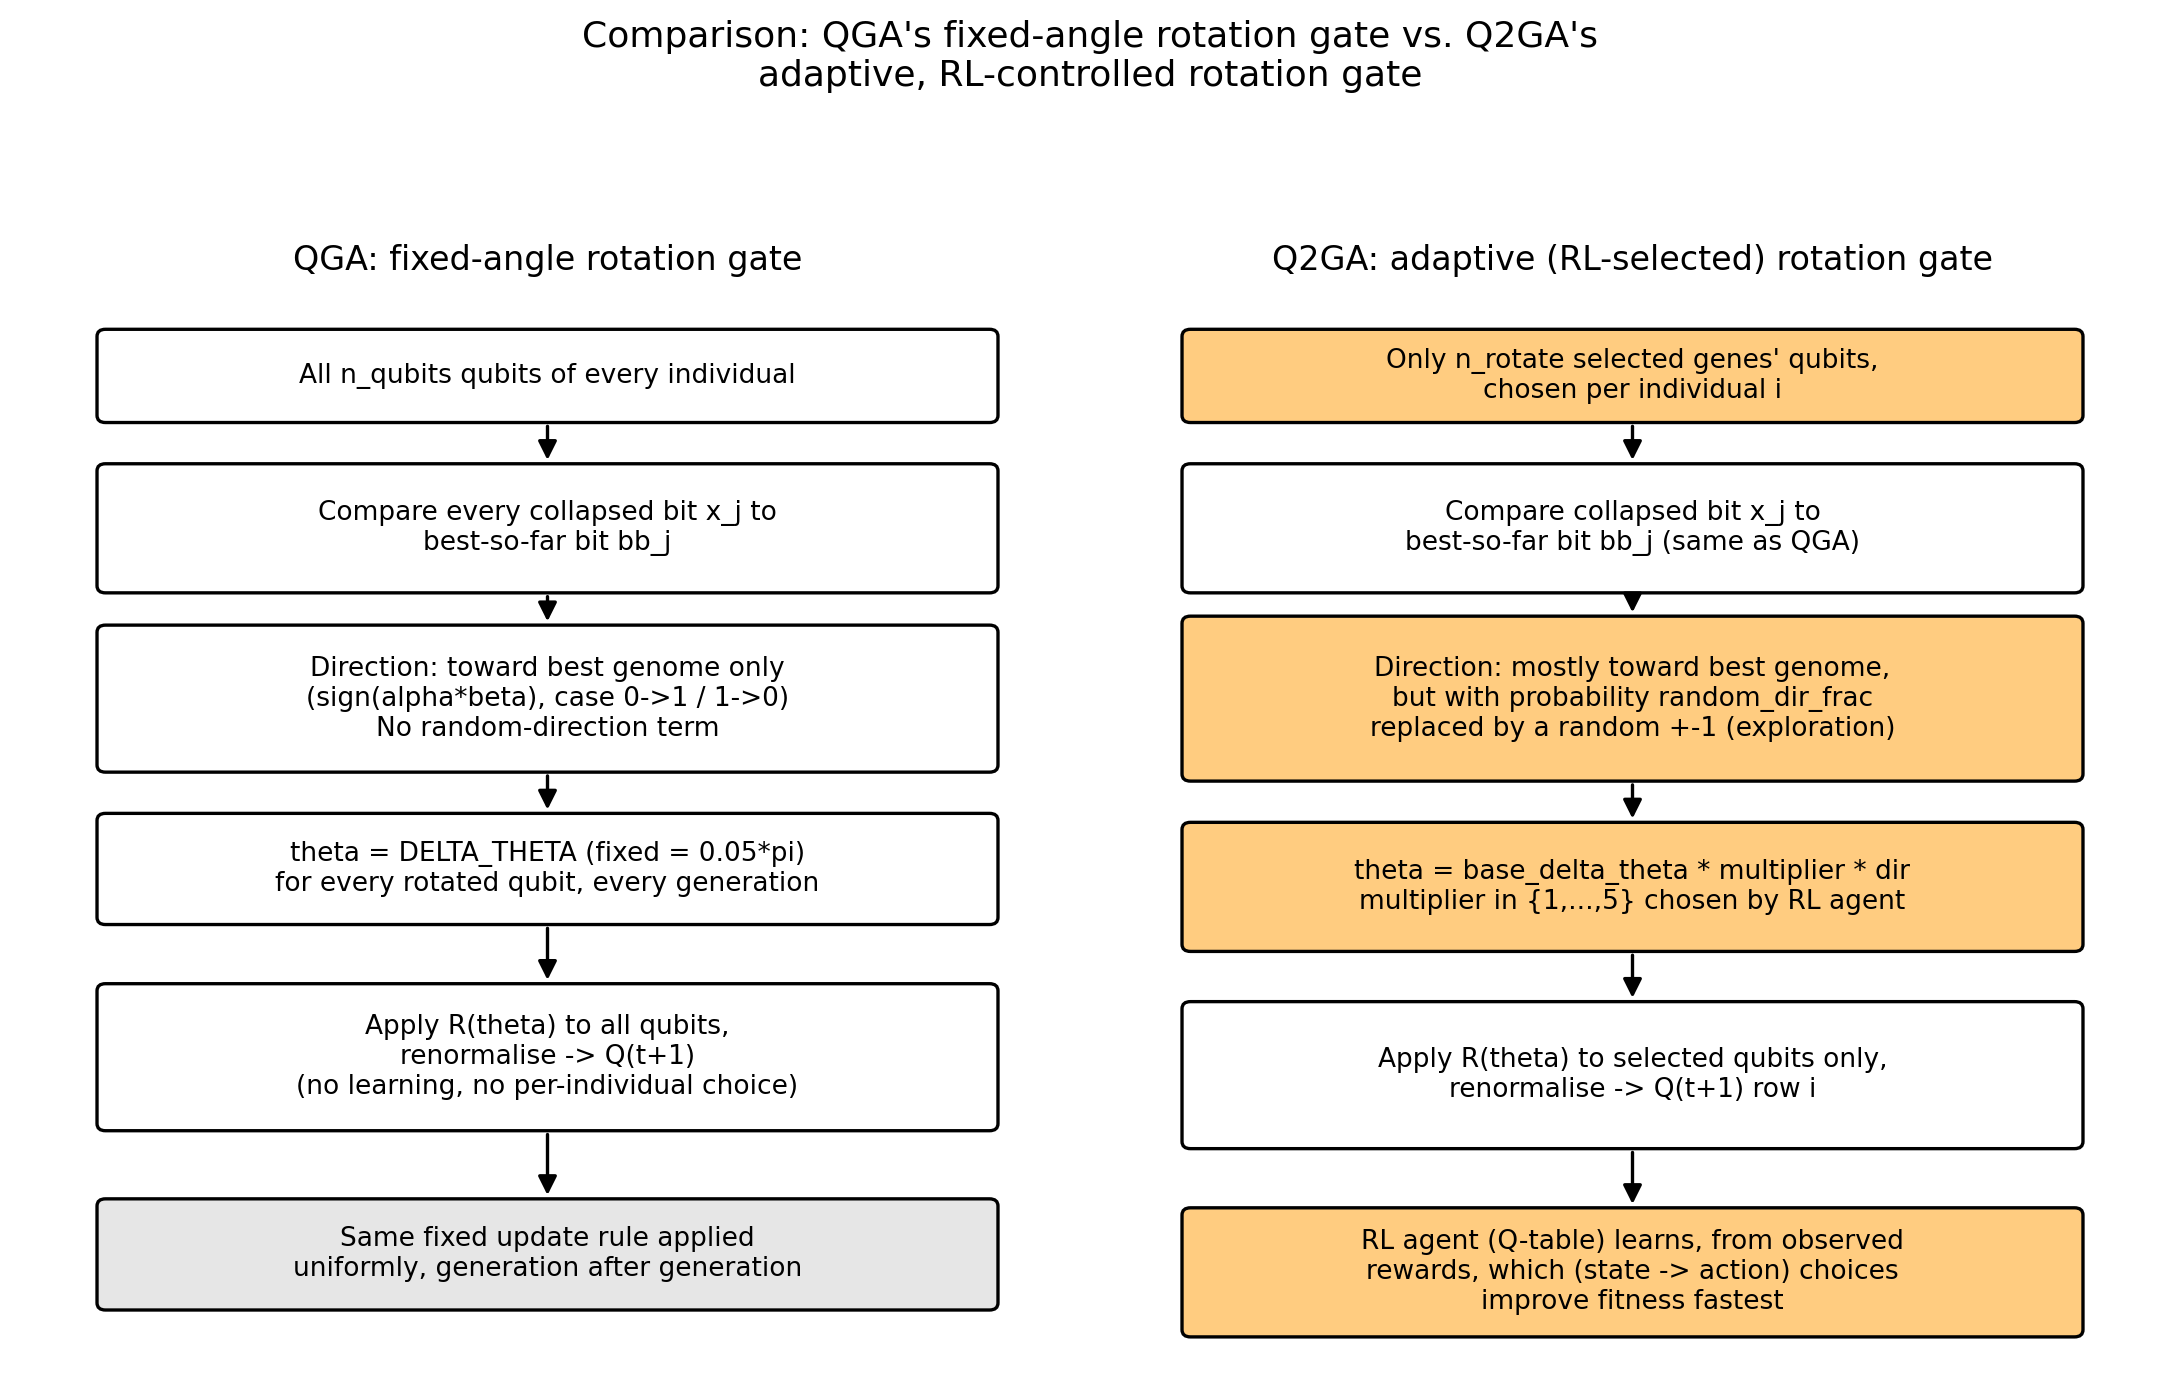 Comparison: QGA's fixed-angle rotation gate vs. Q2GA's
adaptive, RL-controlled rotation gate
QGA: fixed-angle rotation gate
All n_qubits qubits of every individual
Compare every collapsed bit x_j to
best-so-far bit bb_j
Direction: toward best genome only
(sign(alpha*beta), case 0->1 / 1->0)
No random-direction term
theta = DELTA_THETA (fixed = 0.05*pi)
for every rotated qubit, every generation
Apply R(theta) to all qubits,
renormalise -> Q(t+1)
(no learning, no per-individual choice)
Same fixed update rule applied
uniformly, generation after generation
Q2GA: adaptive (RL-selected) rotation gate
Only n_rotate selected genes' qubits,
chosen per individual i
Compare collapsed bit x_j to
best-so-far bit bb_j (same as QGA)
Direction: mostly toward best genome,
but with probability random_dir_frac
replaced by a random +-1 (exploration)
theta = base_delta_theta * multiplier * dir
multiplier in {1,...,5} chosen by RL agent
Apply R(theta) to selected qubits only,
renormalise -> Q(t+1) row i
RL agent (Q-table) learns, from observed
rewards, which (state -> action) choices
improve fitness fastest